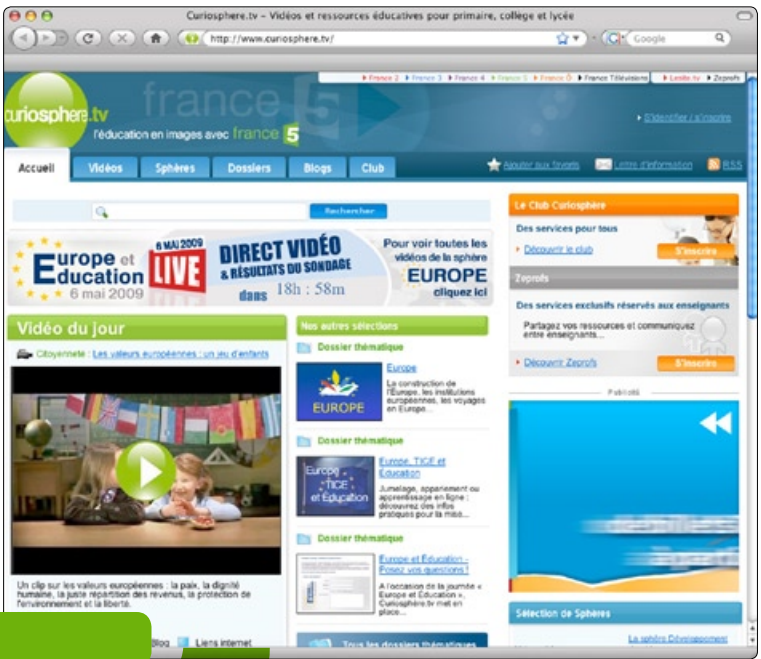 Curiosphere.tv – Vidéos et ressources éducatives pour primaire, collège et lycée
http://www.curiosphere.tv/
Google
France 2 France 3 France 4 France 5 France Ô France Télévisions Lesite.tv Zeprofs
curiosphere.tv
france 5
l'éducation en images avec france 5
S'identifier / s'inscrire
Accueil Vidéos Sphères Dossiers Blogs Club
Ajouter aux favoris Lettre d'information RSS
Rechercher
Europe et Education
6 mai 2009
6 MAI 2009
LIVE
DIRECT VIDÉO
& RÉSULTATS DU SONDAGE
dans 18h : 58m
Pour voir toutes les
vidéos de la sphère
EUROPE
cliquez ici
Vidéo du jour
Citoyenneté : Les valeurs européennes : un jeu d'enfants
Un clip sur les valeurs européennes : la paix, la dignité
humaine, la juste répartition des revenus, la protection de
l'environnement et la liberté.
Blog Liens internet
Nos autres sélections
Dossier thématique
EUROPE
Europe
La construction de
l'Europe, les institutions
européennes, les voyages
en Europe...
Dossier thématique
Europe,
TICE
et Éducation
Europe, TICE et
Education
Jumelage, appariement ou
apprentissage en ligne :
découvrez des infos
pratiques pour la mise...
Dossier thématique
Europe et Éducation -
Posez vos questions !
A l'occasion de la journée «
Europe et Éducation »,
Curiosphère.tv met en
place...
Tous les dossiers thématiques
Le Club Curiosphère
Des services pour tous
Découvrir le club
S'inscrire
Zeprofs
Des services exclusifs réservés aux enseignants
Partagez vos ressources et communiquez
entre enseignants...
Découvrir Zeprofs
S'inscrire
Publicité
Sélection de Sphères
La sphère Développement